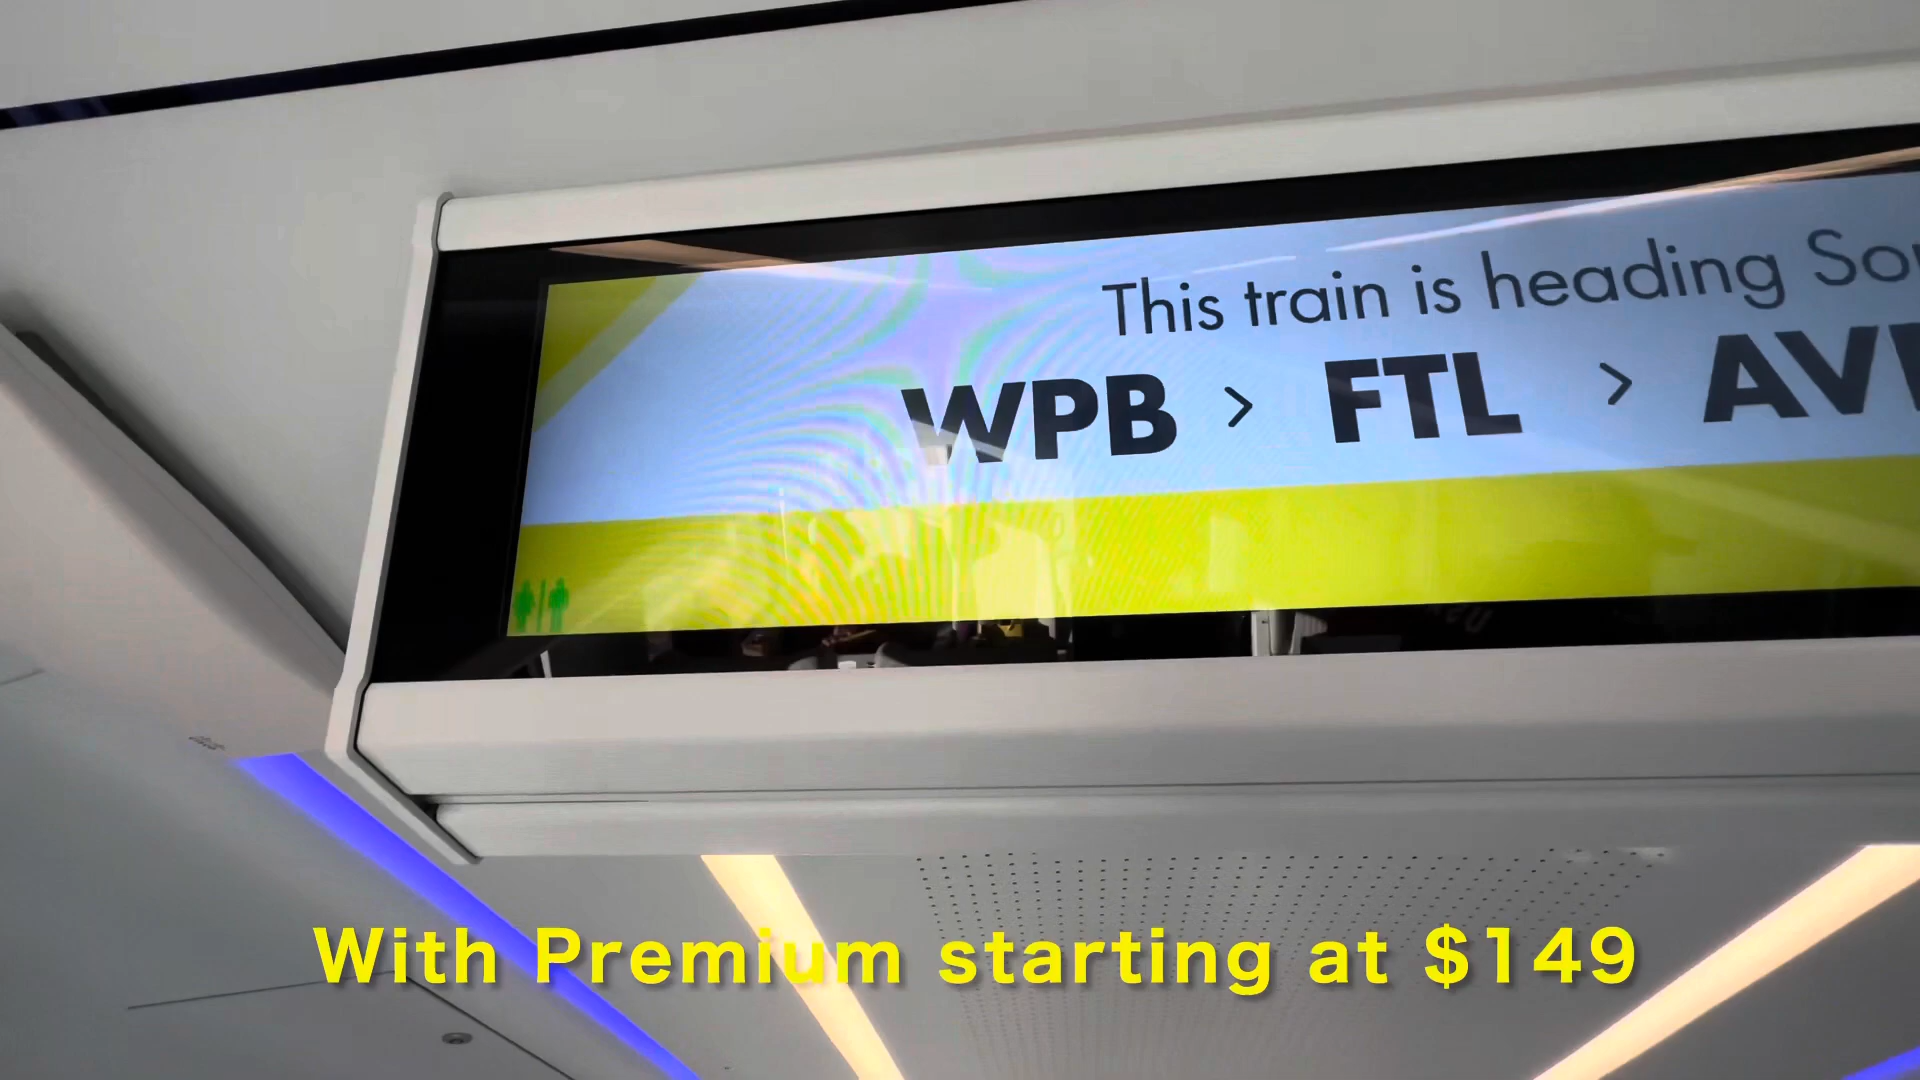 This train is heading
WPB > FTL >
With Premium starting at $149